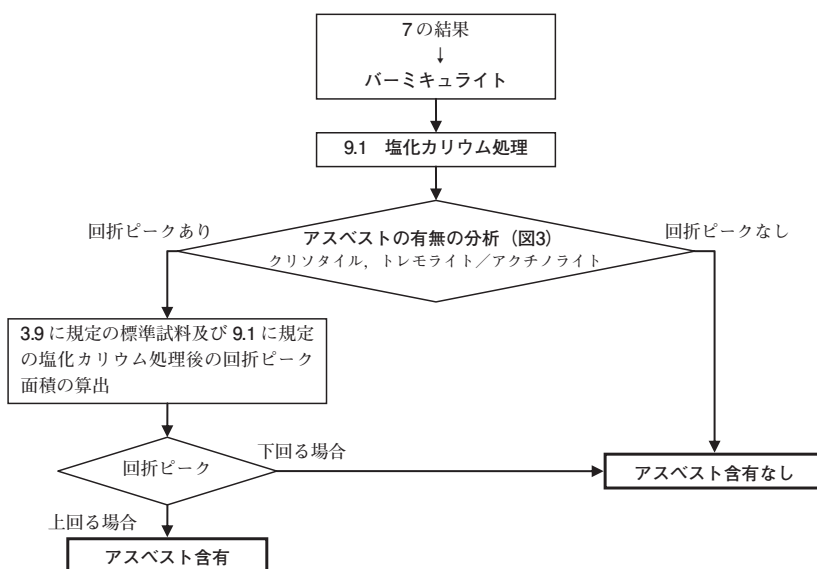 7の結果
↓
バーミキュライト
9.1 塩化カリウム処理
回折ピークあり
回折ピークなし
アスベストの有無の分析（図3）
クリソタイル，トレモライト／アクチノライト
3.9 に規定の標準試料及び 9.1 に規定
の塩化カリウム処理後の回折ピーク
面積の算出
回折ピーク
下回る場合
アスベスト含有なし
上回る場合
アスベスト含有